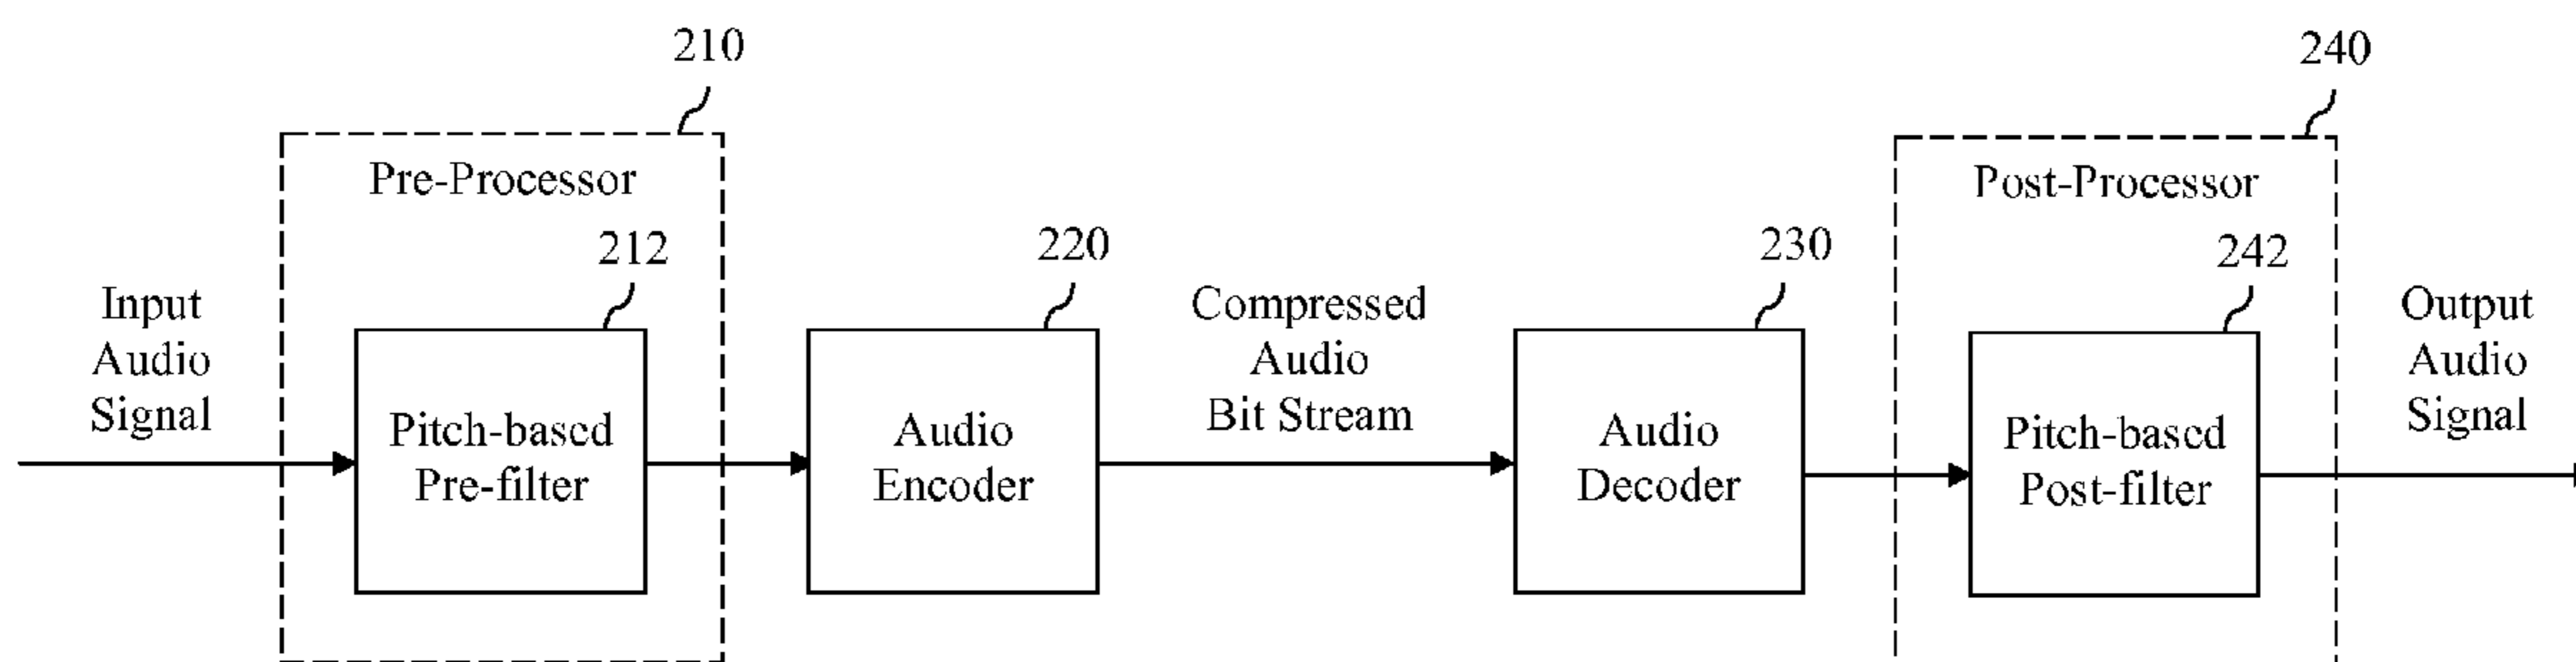 210
240
Pre-Processor
Post-Processor
212
220
230
242
Input
Audio
Signal
Compressed
Audio
Bit Stream
Output
Audio
Signal
Pitch-based
Pre-filter
Audio
Encoder
Audio
Decoder
Pitch-based
Post-filter